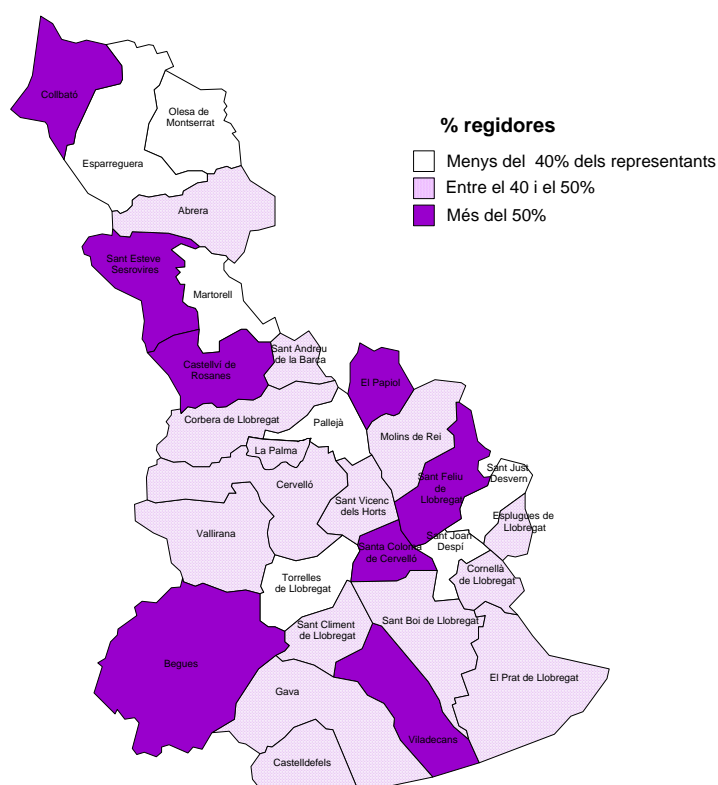 % regidores
Menys del 40% dels representants
Entre el 40 i el 50%
Més del 50%
Collbató
Olesa de
Montserrat
Esparreguera
Abrera
Sant Esteve
Sesrovires
Martorell
Sant Andreu
de la Barca
Castellví de
Rosanes
El Papiol
Corbera de Llobregat
Pallejà
Molins de Rei
La Palma
Cervelló
Sant Vicenc
dels Horts
Sant Feliu
de
Llobregat
Sant Just
Desvern
Esplugues de
Llobregat
Vallirana
Sant Joan
Despí
Santa Coloma
de Cervelló
Cornellà
de Llobregat
Torrelles
de Llobregat
Sant Climent
de Llobregat
Sant Boi de Llobregat
Begues
El Prat de Llobregat
Gava
Viladecans
Castelldefels